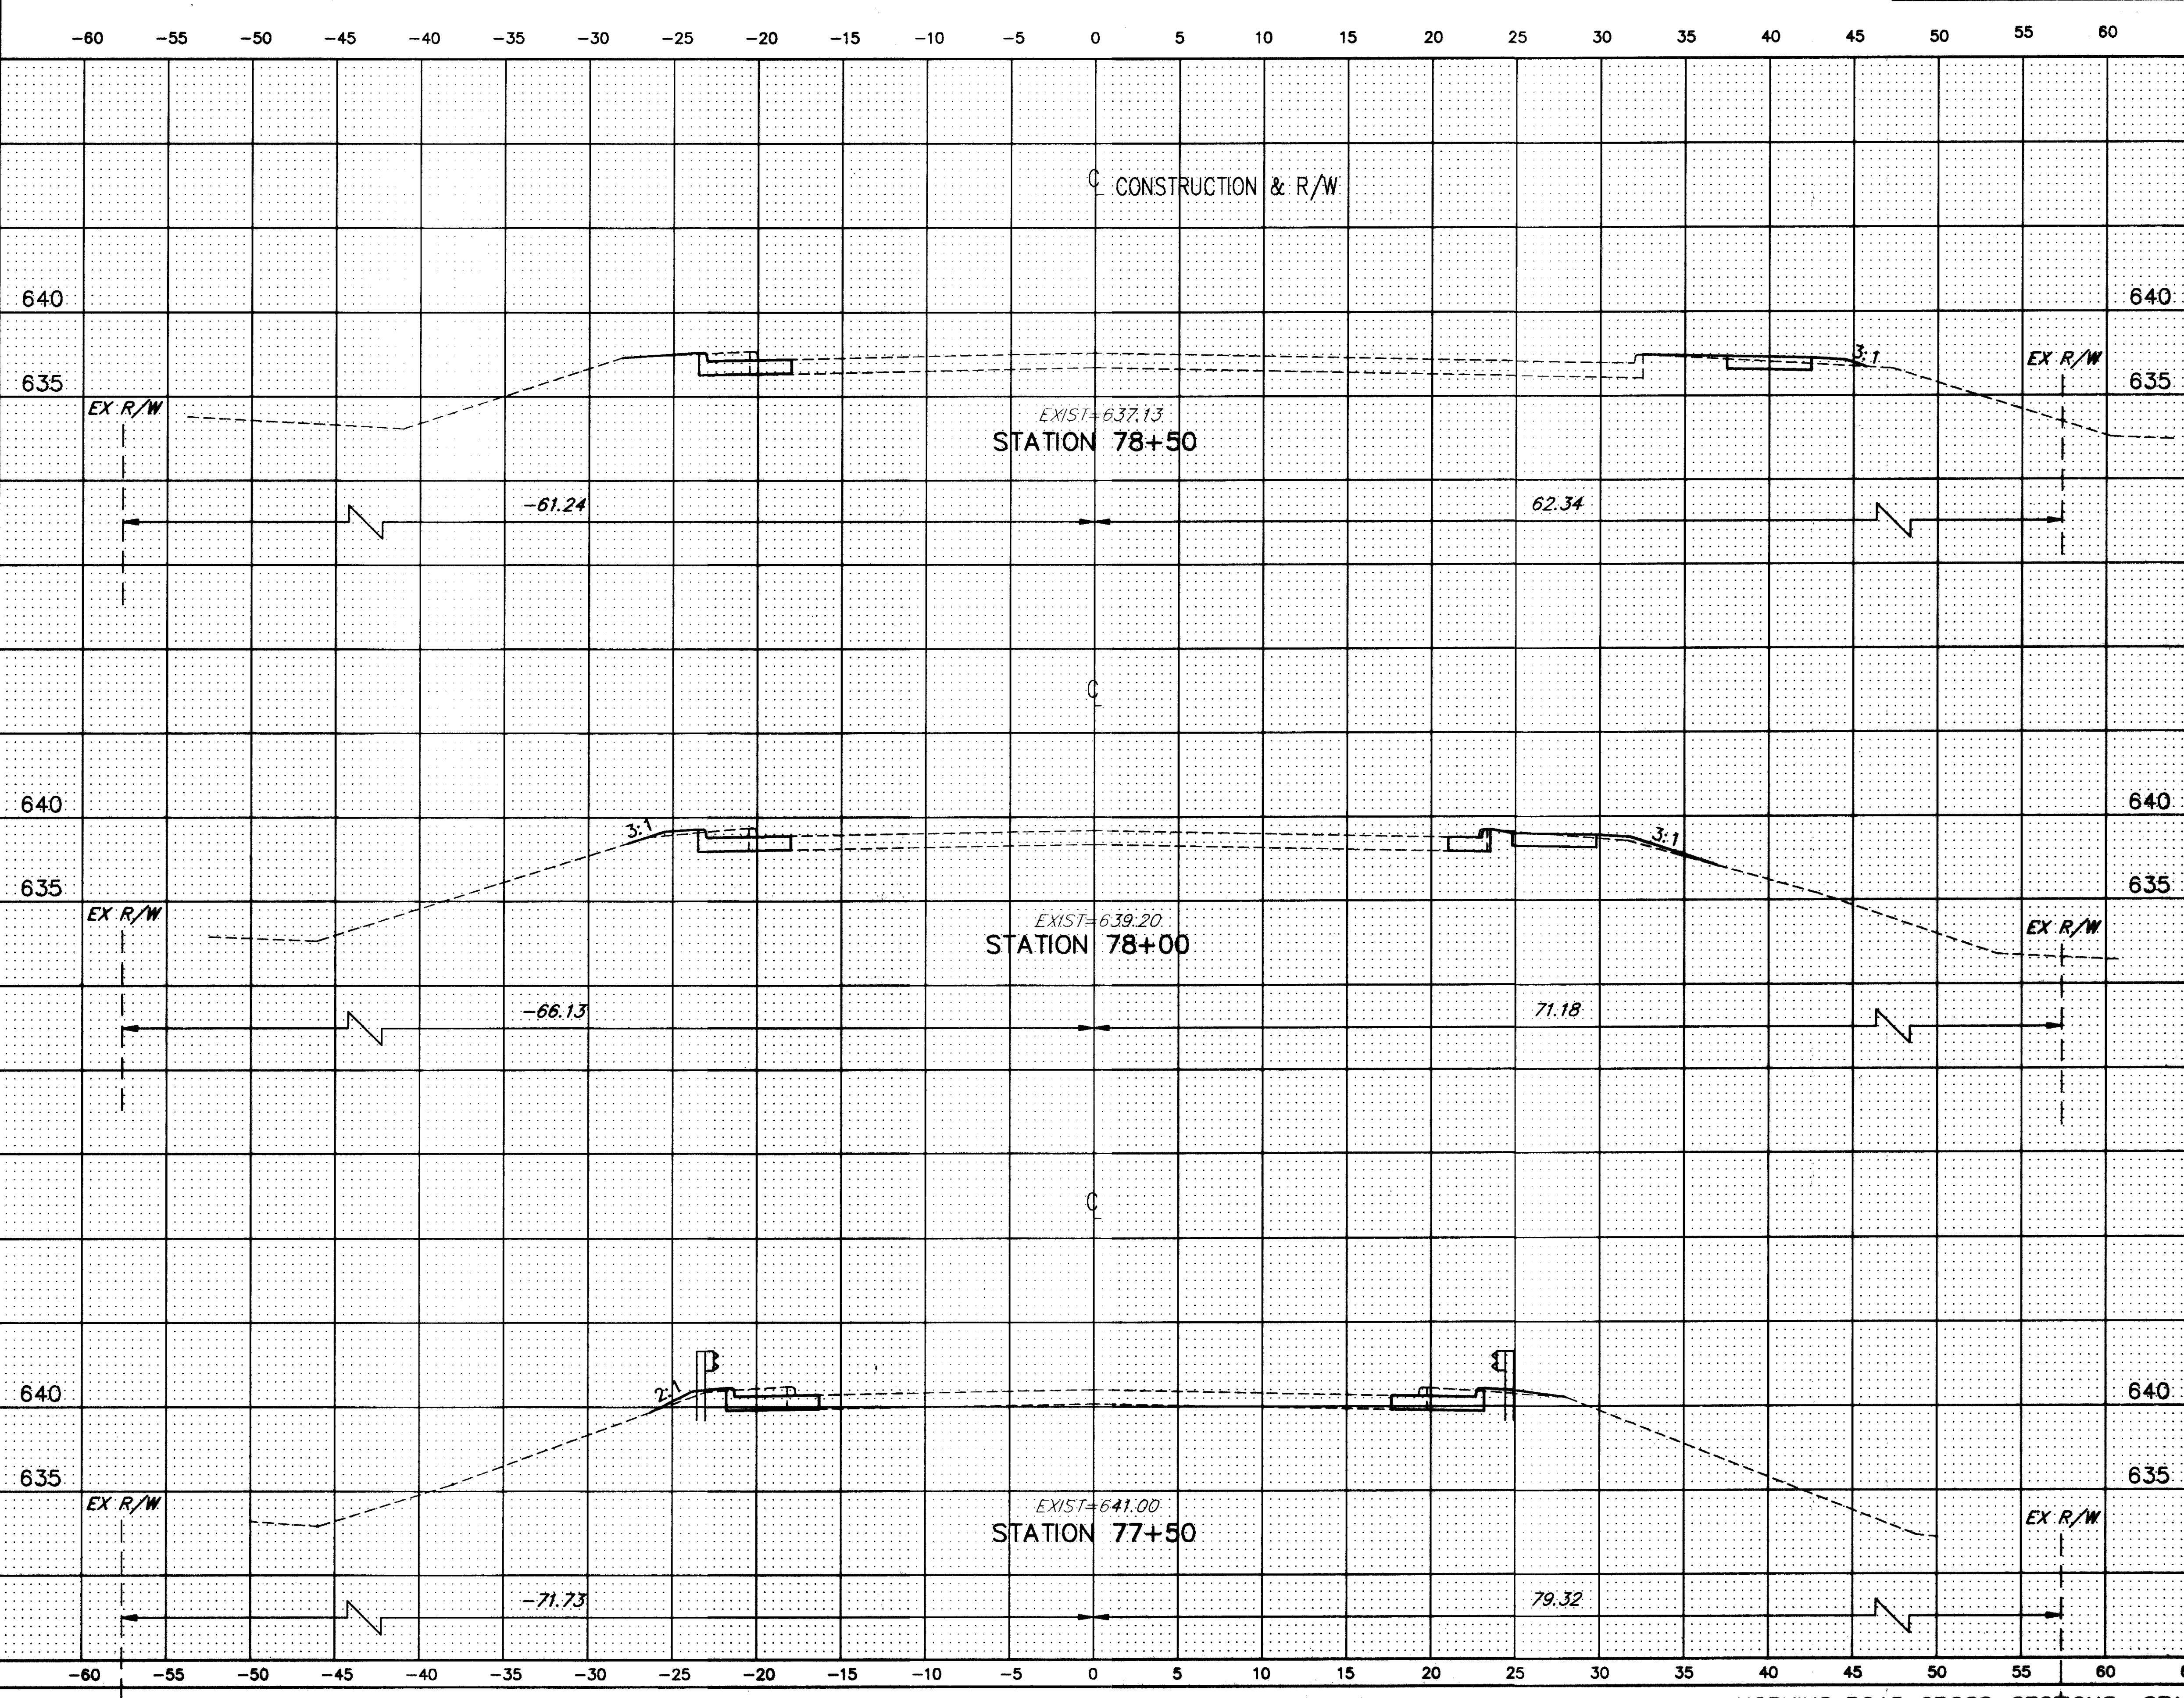 -60 -55 -50 -45 -40 -35 -30 -25 -20 -15 -10 -5 0 5 10 15 20 25 30 35 40 45 50 55 60
℄ CONSTRUCTION & R/W
640 640
3:1
635 635
EX R/W EX R/W
EXIST=637.13
STATION 78+50
-61.24 62.34
℄
640 640
3:1 3:1
635 635
EX R/W EX R/W
EXIST=639.20
STATION 78+00
-66.13 71.18
℄
640 640
2:1
635 635
EX R/W EX R/W
EXIST=641.00
STATION 77+50
-71.73 79.32
-60 -55 -50 -45 -40 -35 -30 -25 -20 -15 -10 -5 0 5 10 15 20 25 30 35 40 45 50 55 60
ROAD CROSS SECTIONS